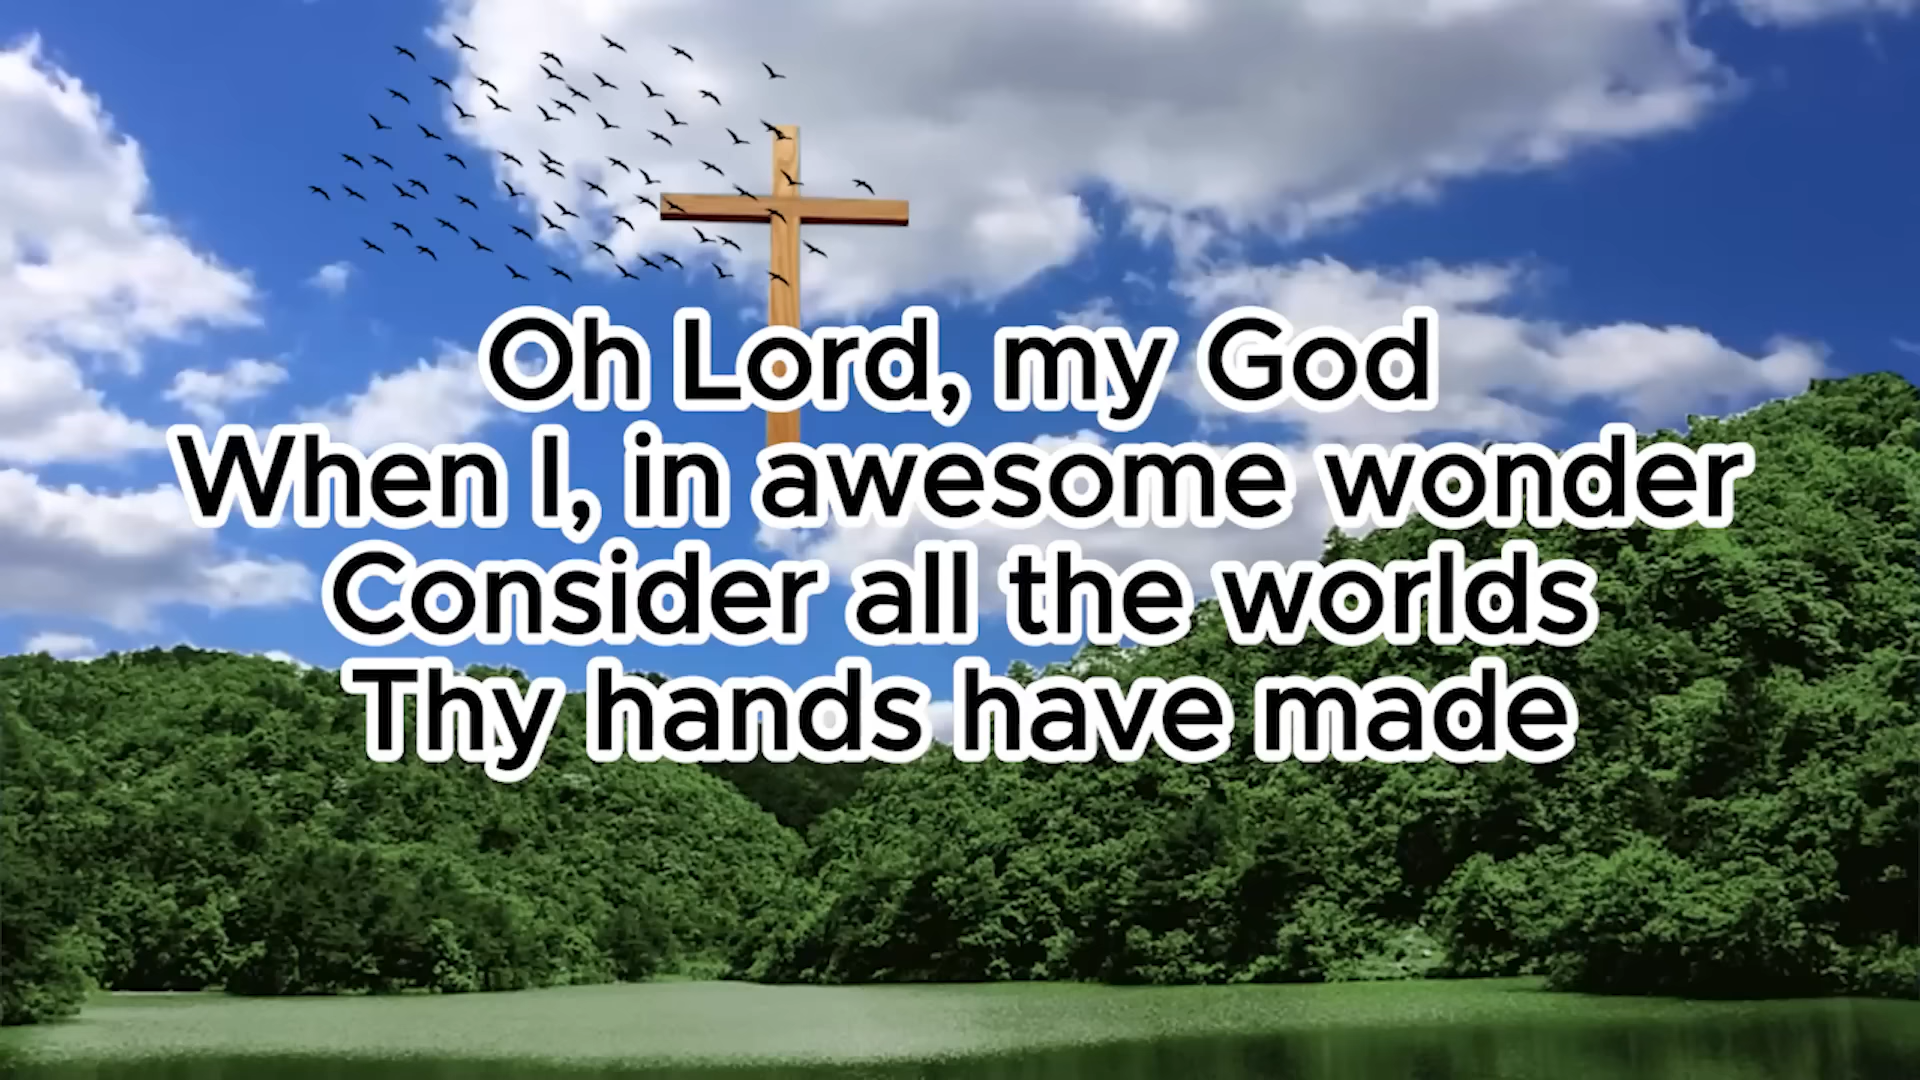 Oh Lord, my God
When I, in awesome wonder
Consider all the worlds
Thy hands have made